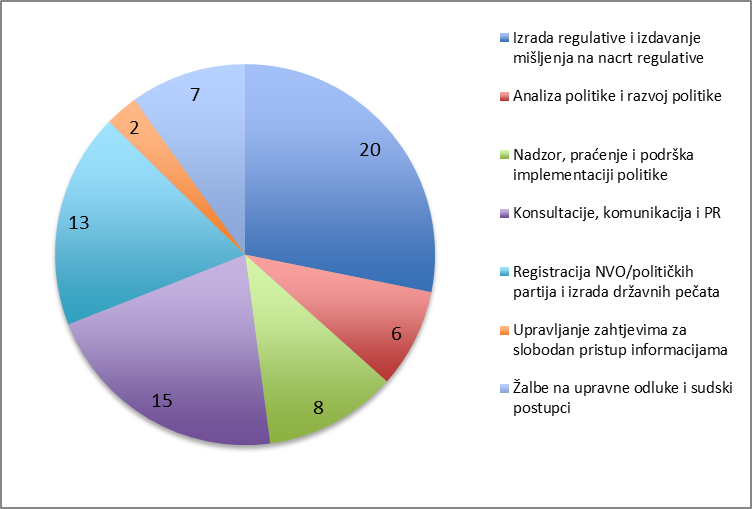 20
6
8
15
13
2
7
Izrada regulative i izdavanje
mišljenja na nacrt regulative
Analiza politike i razvoj politike
Nadzor, praćenje i podrška
implementaciji politike
Konsultacije, komunikacija i PR
Registracija NVO/političkih
partija i izrada državnih pečata
Upravljanje zahtjevima za
slobodan pristup informacijama
Žalbe na upravne odluke i sudski
postupci